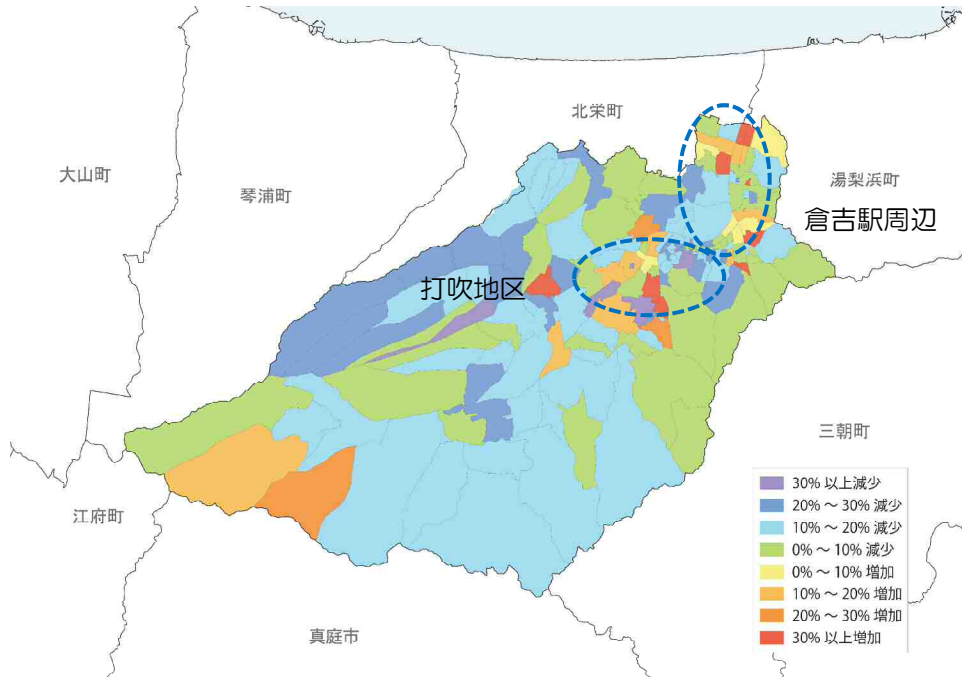 北栄町
大山町
湯梨浜町
琴浦町
倉吉駅周辺
打吹地区
三朝町
江府町
真庭市
30% 以上減少
20% ～ 30% 減少
10% ～ 20% 減少
0% ～ 10% 減少
0% ～ 10% 増加
10% ～ 20% 増加
20% ～ 30% 増加
30% 以上増加